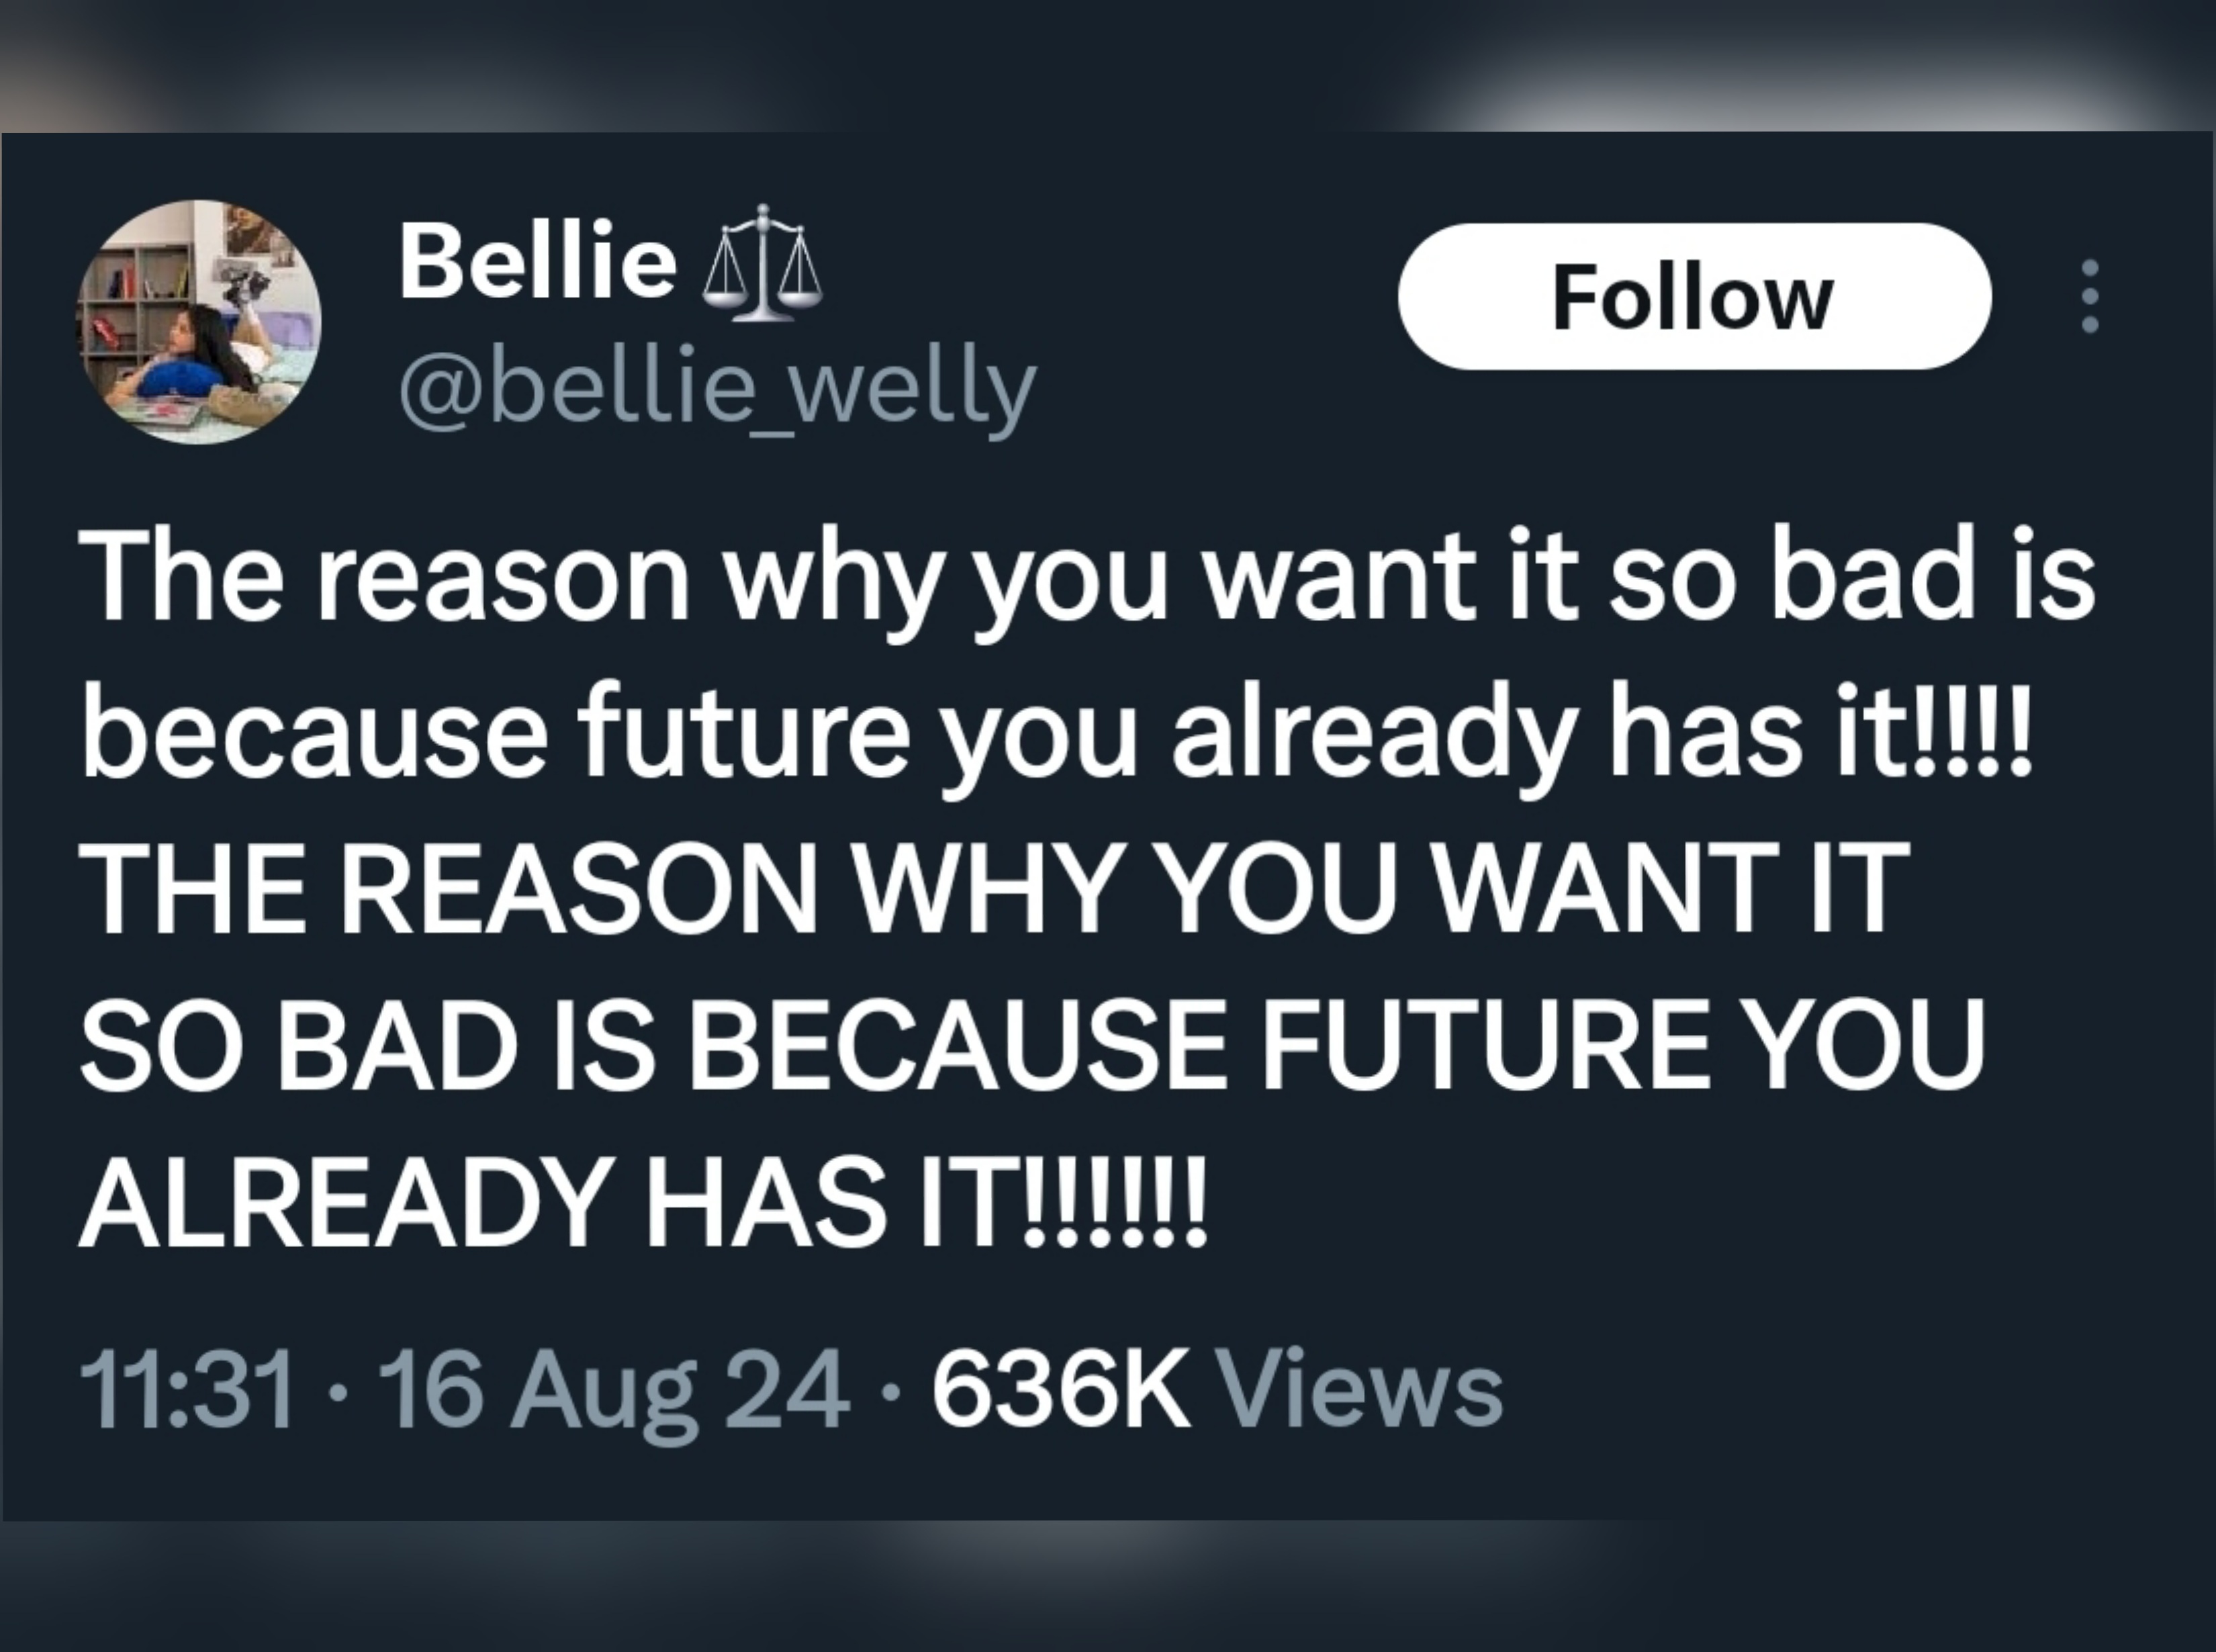 Bellie ⚖️
@bellie_welly
Follow
The reason why you want it so bad is
because future you already has it!!!!
THE REASON WHY YOU WANT IT
SO BAD IS BECAUSE FUTURE YOU
ALREADY HAS IT!!!!!!
11:31 · 16 Aug 24 · 636K Views